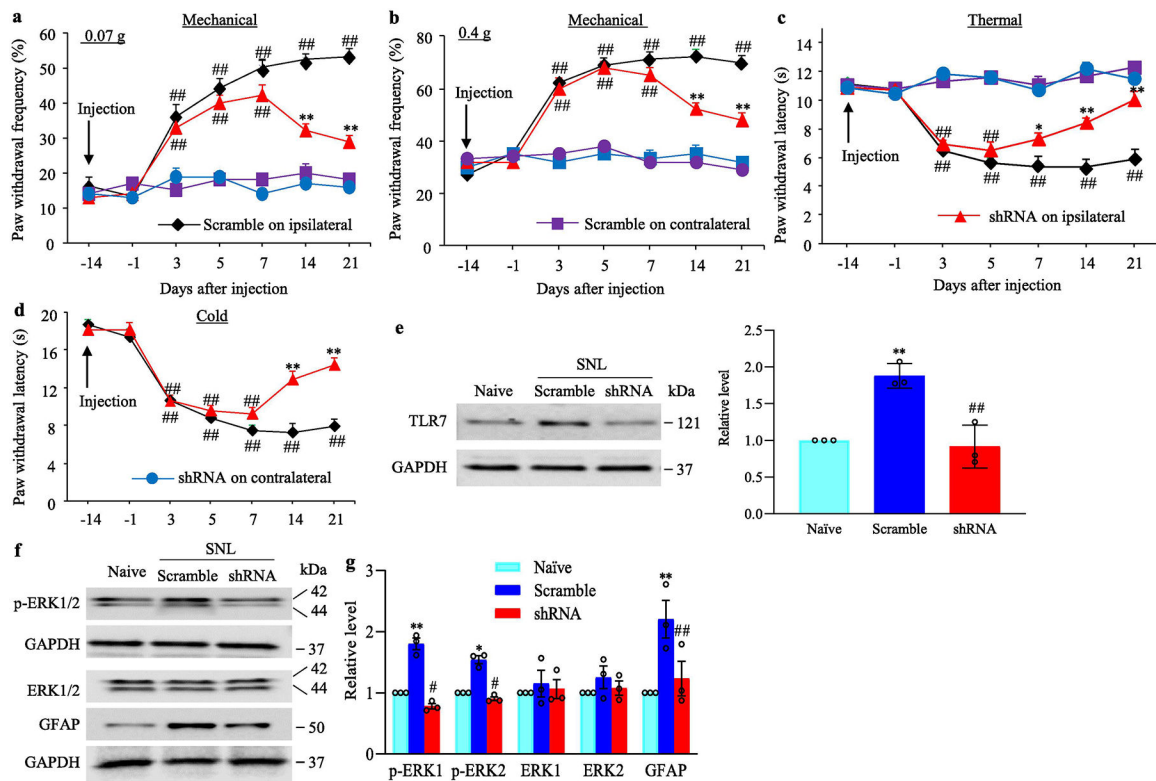 a
Mechanical
0.07 g
Paw withdrawal frequency (%)
60
50
40
30
20
10
0
Injection
##
##
##
##
##
##
##
##
**
**
Scramble on ipsilateral
-14
-1
3
5
7
14
21
Days after injection
b
Mechanical
0.4 g
Paw withdrawal frequency (%)
100
80
60
40
20
0
Injection
##
##
##
##
##
##
##
##
**
**
Scramble on contralateral
-14
-1
3
5
7
14
21
Days after injection
c
Thermal
Paw withdrawal latency (s)
16
14
12
10
8
6
4
2
0
Injection
##
##
##
##
##
##
##
*
**
**
shRNA on ipsilateral
-14
-1
3
5
7
14
21
Days after injection
d
Cold
Paw withdrawal latency (s)
20
16
12
8
4
0
Injection
##
##
##
##
##
##
##
##
**
**
shRNA on contralateral
-14
-1
3
5
7
14
21
Days after injection
e
SNL
Naive
Scramble
shRNA
kDa
TLR7
121
GAPDH
37
Relative level
2.5
2.0
1.5
1.0
0.5
0.0
**
##
Naïve
Scramble
shRNA
f
SNL
Naive
Scramble
shRNA
kDa
p-ERK1/2
42
44
GAPDH
37
ERK1/2
42
44
GFAP
50
GAPDH
37
g
Relative level
3
2
1
0
Naïve
Scramble
shRNA
**
#
*
#
**
##
p-ERK1
p-ERK2
ERK1
ERK2
GFAP